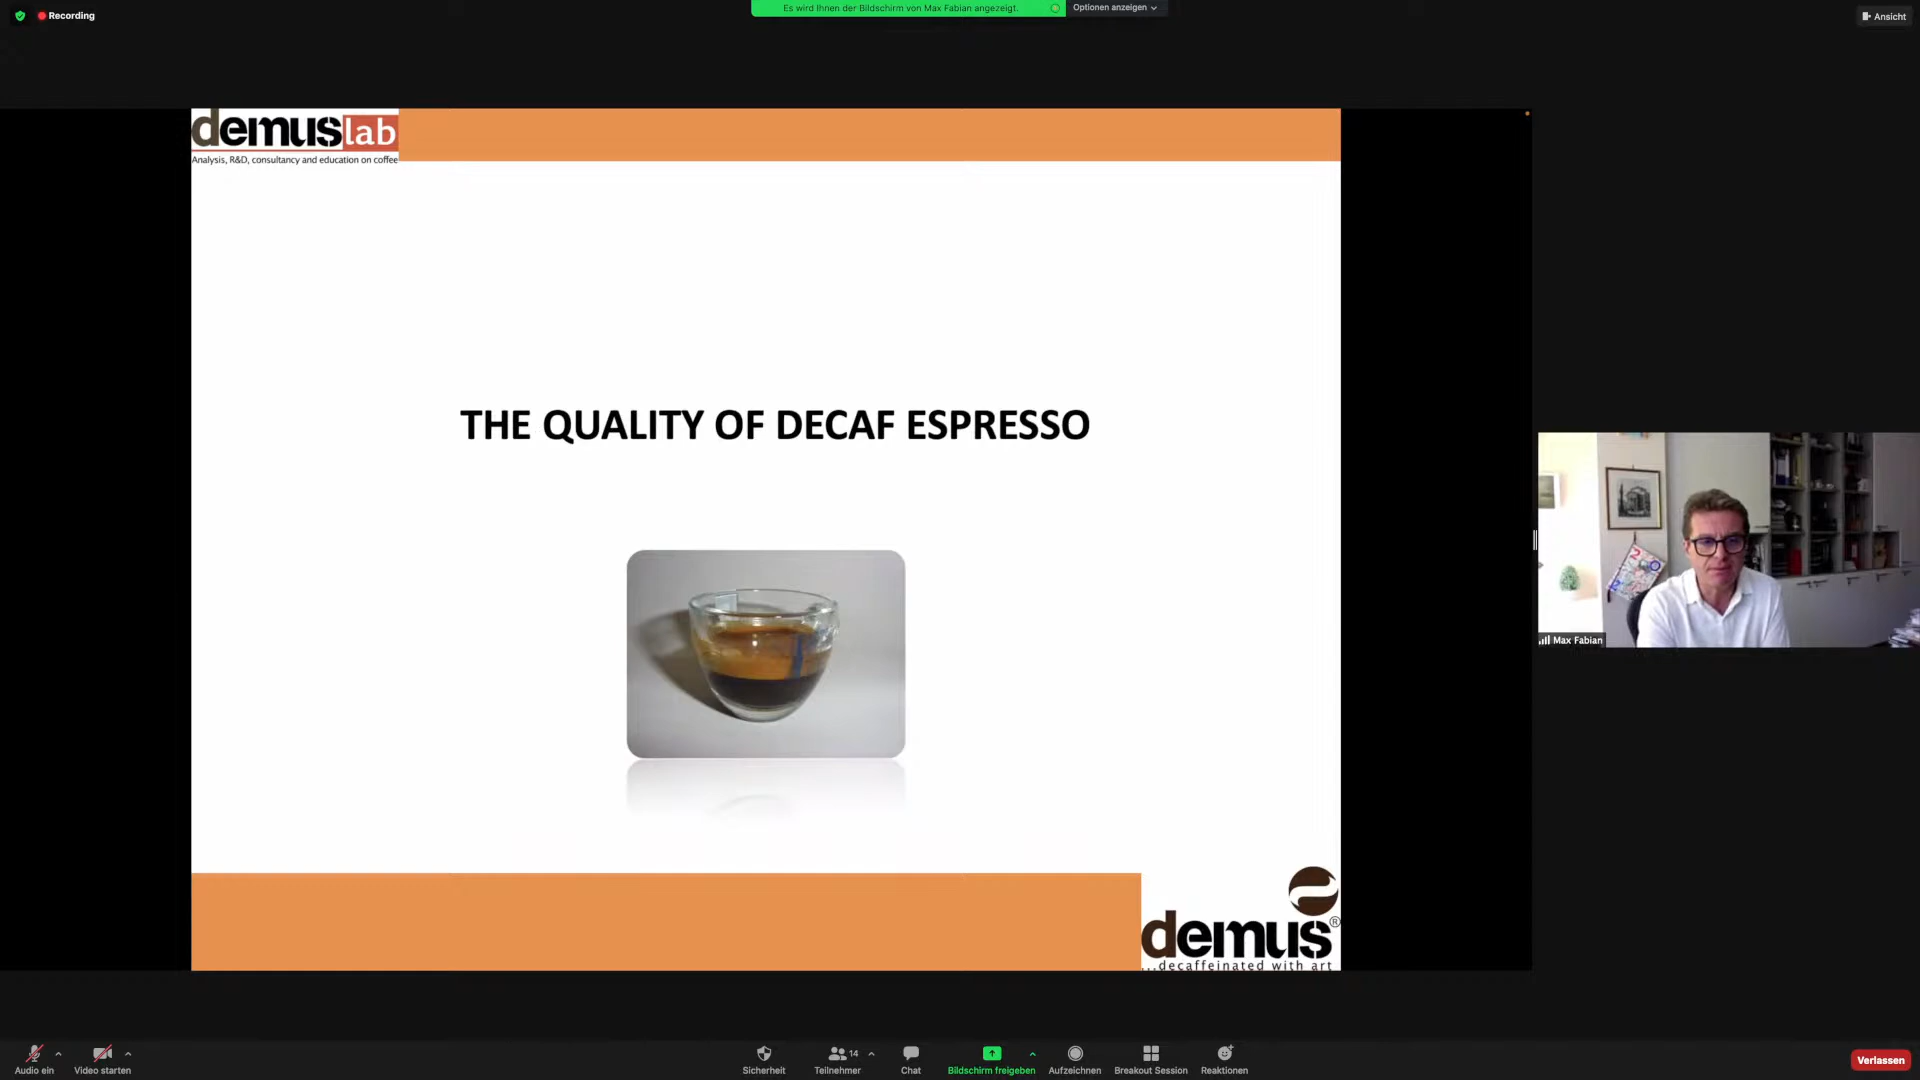 Recording
Es wird Ihnen der Bildschirm von Max Fabian angezeigt.
Optionen anzeigen
Ansicht
demuslab
Analysis, R&D, consultancy and education on coffee
THE QUALITY OF DECAF ESPRESSO
Max Fabian
demus®
...decaffeinated with art
Audio ein
Video starten
Sicherheit
14
Teilnehmer
Chat
Bildschirm freigeben
Aufzeichnen
Breakout Session
Reaktionen
Verlassen